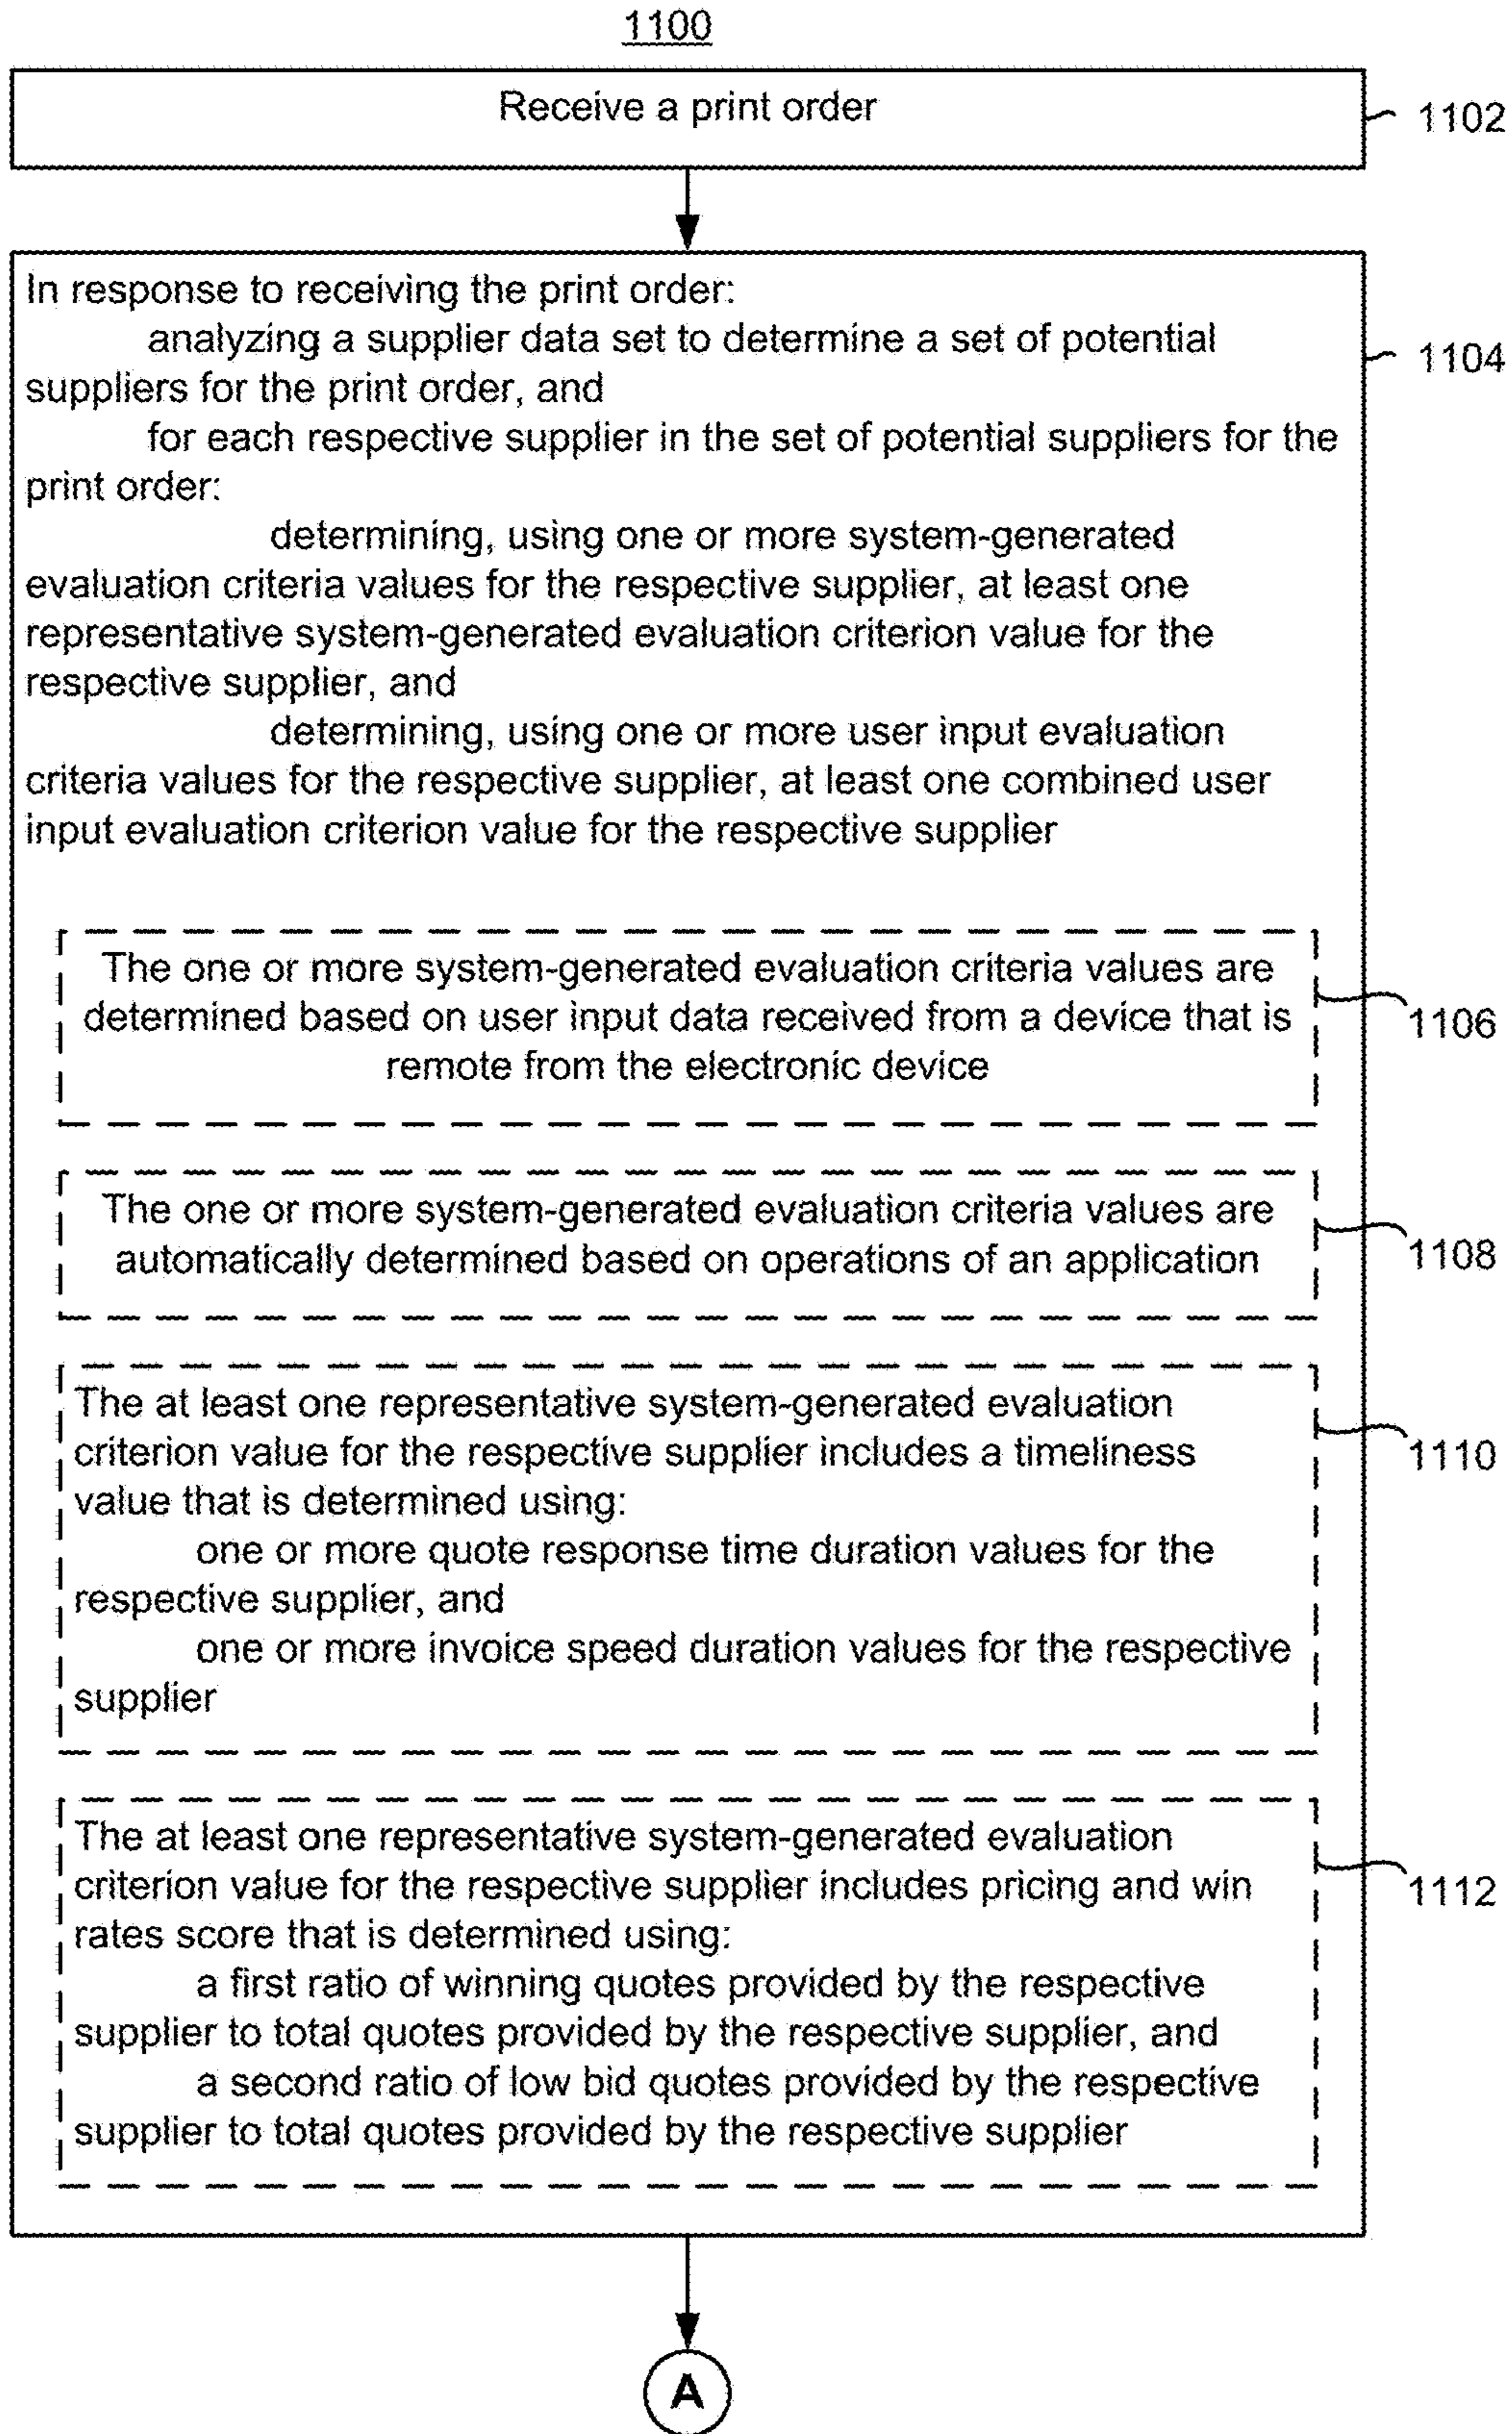 1100
Receive a print order
1102
In response to receiving the print order:
analyzing a supplier data set to determine a set of potential
suppliers for the print order, and
for each respective supplier in the set of potential suppliers for the
print order:
determining, using one or more system-generated
evaluation criteria values for the respective supplier, at least one
representative system-generated evaluation criterion value for the
respective supplier, and
determining, using one or more user input evaluation
criteria values for the respective supplier, at least one combined user
input evaluation criterion value for the respective supplier
1104
The one or more system-generated evaluation criteria values are
determined based on user input data received from a device that is
remote from the electronic device
1106
The one or more system-generated evaluation criteria values are
automatically determined based on operations of an application
1108
The at least one representative system-generated evaluation
criterion value for the respective supplier includes a timeliness
value that is determined using:
one or more quote response time duration values for the
respective supplier, and
one or more invoice speed duration values for the respective
supplier
1110
The at least one representative system-generated evaluation
criterion value for the respective supplier includes pricing and win
rates score that is determined using:
a first ratio of winning quotes provided by the respective
supplier to total quotes provided by the respective supplier, and
a second ratio of low bid quotes provided by the respective
supplier to total quotes provided by the respective supplier
1112
A